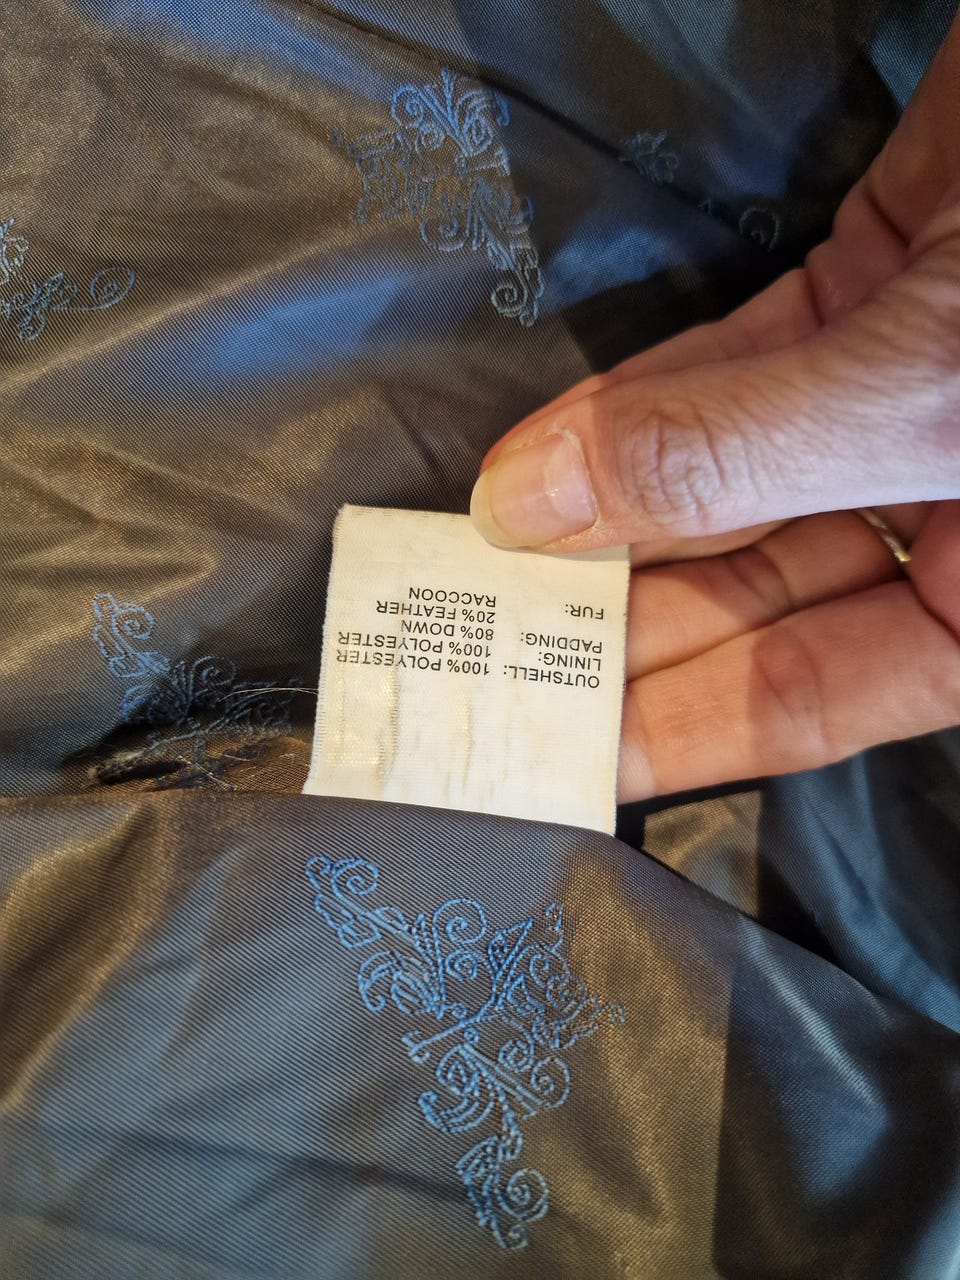 OUTSHELL: 100% POLYESTER
LINING: 100% POLYESTER
PADDING: 80% DOWN
20% FEATHER
FUR: RACCOON